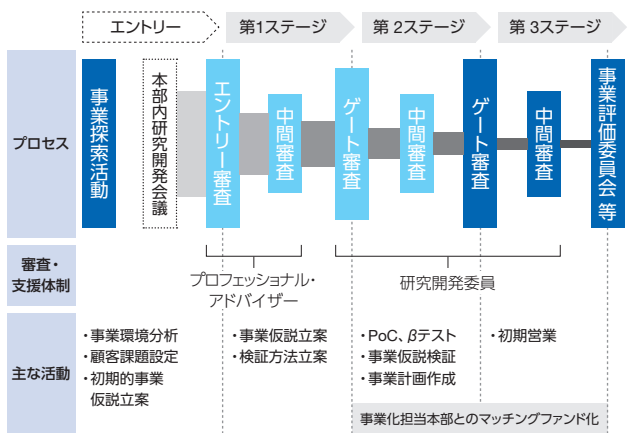 エントリー
第1ステージ
第 2ステージ
第 3ステージ
プロセス
事業探索活動
本部内研究開発会議
エントリー審査
中間審査
ゲート審査
中間審査
ゲート審査
中間審査
事業評価委員会 等
審査・
支援体制
プロフェッショナル・
アドバイザー
研究開発委員
主な活動
・事業環境分析
・顧客課題設定
・初期的事業
仮説立案
・事業仮説立案
・検証方法立案
・PoC、βテスト
・事業仮説検証
・事業計画作成
・初期営業
事業化担当本部とのマッチングファンド化